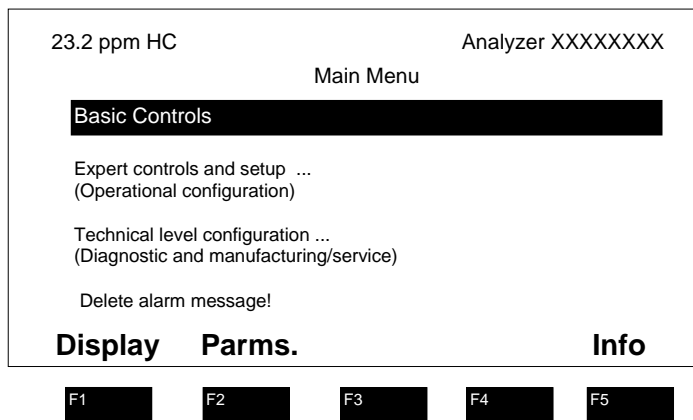 23.2 ppm HC Analyzer XXXXXXXX
Main Menu
Basic Controls
Expert controls and setup ...
(Operational configuration)
Technical level configuration ...
(Diagnostic and manufacturing/service)
Delete alarm message!
Display Parms. Info
F1 F2 F3 F4 F5